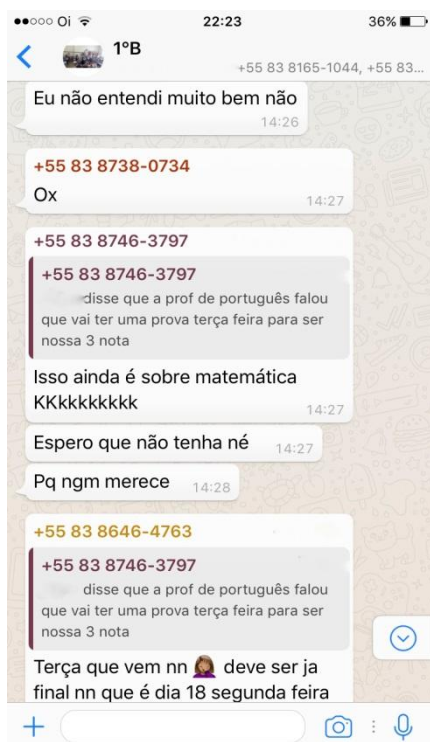 ●●○○○ Oi 22:23 36%
1ºB
+55 83 8165-1044, +55 83...
Eu não entendi muito bem não
14:26
+55 83 8738-0734
Ox
14:27
+55 83 8746-3797
+55 83 8746-3797
disse que a prof de português falou
que vai ter uma prova terça feira para ser
nossa 3 nota
Isso ainda é sobre matemática
KKkkkkkkkk
14:27
Espero que não tenha né 14:27
Pq ngm merece 14:28
+55 83 8646-4763
+55 83 8746-3797
disse que a prof de português falou
que vai ter uma prova terça feira para ser
nossa 3 nota
Terça que vem nn 🤦🏾‍♀️ deve ser ja
final nn que é dia 18 segunda feira